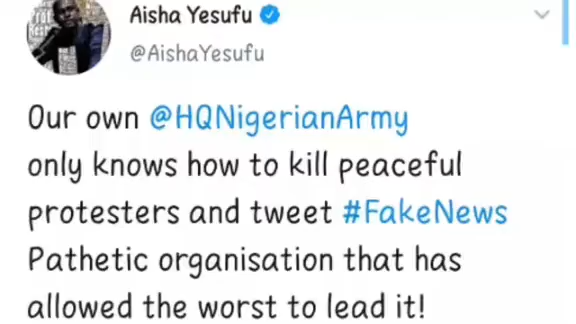 Aisha Yesufu
@AishaYesufu
Our own @HQNigerianArmy
only knows how to kill peaceful
protesters and tweet #FakeNews
Pathetic organisation that has
allowed the worst to lead it!